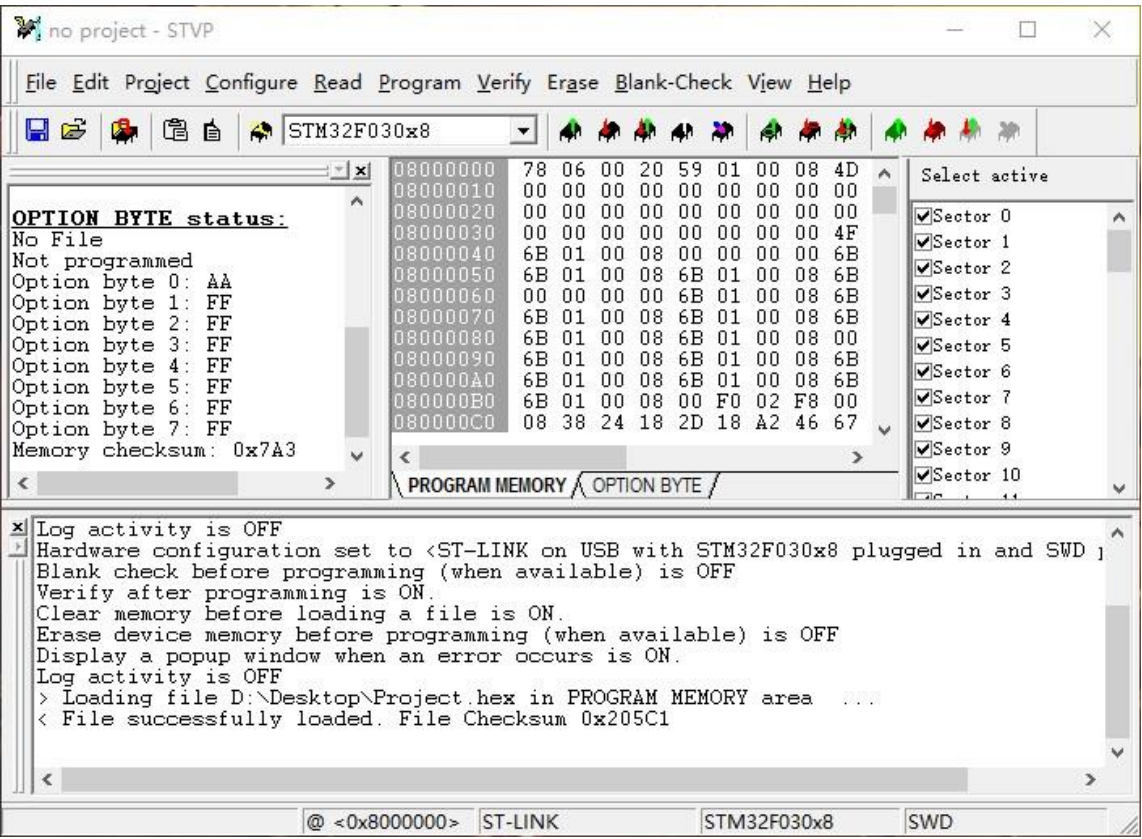 no project - STVP
File Edit Project Configure Read Program Verify Erase Blank-Check View Help
STM32F030x8
OPTION BYTE status:
No File
Not programmed
Option byte 0: AA
Option byte 1: FF
Option byte 2: FF
Option byte 3: FF
Option byte 4: FF
Option byte 5: FF
Option byte 6: FF
Option byte 7: FF
Memory checksum: 0x7A3
08000000 78 06 00 20 59 01 00 08 4D
08000010 00 00 00 00 00 00 00 00 00
08000020 00 00 00 00 00 00 00 00 00
08000030 00 00 00 00 00 00 00 00 4F
08000040 6B 01 00 08 00 00 00 00 6B
08000050 6B 01 00 08 6B 01 00 08 6B
08000060 00 00 00 00 6B 01 00 08 6B
08000070 6B 01 00 08 6B 01 00 08 6B
08000080 6B 01 00 08 6B 01 00 08 00
08000090 6B 01 00 08 6B 01 00 08 6B
080000A0 6B 01 00 08 6B 01 00 08 6B
080000B0 6B 01 00 08 00 F0 02 F8 00
080000C0 08 38 24 18 2D 18 A2 46 67
PROGRAM MEMORY OPTION BYTE
Select active
Sector 0
Sector 1
Sector 2
Sector 3
Sector 4
Sector 5
Sector 6
Sector 7
Sector 8
Sector 9
Sector 10
Log activity is OFF
Hardware configuration set to <ST-LINK on USB with STM32F030x8 plugged in and SWD
Blank check before programming (when available) is OFF
Verify after programming is ON.
Clear memory before loading a file is ON.
Erase device memory before programming (when available) is OFF
Display a popup window when an error occurs is ON.
Log activity is OFF
> Loading file D:\Desktop\Project.hex in PROGRAM MEMORY area ...
< File successfully loaded. File Checksum 0x205C1
@ <0x8000000> ST-LINK STM32F030x8 SWD